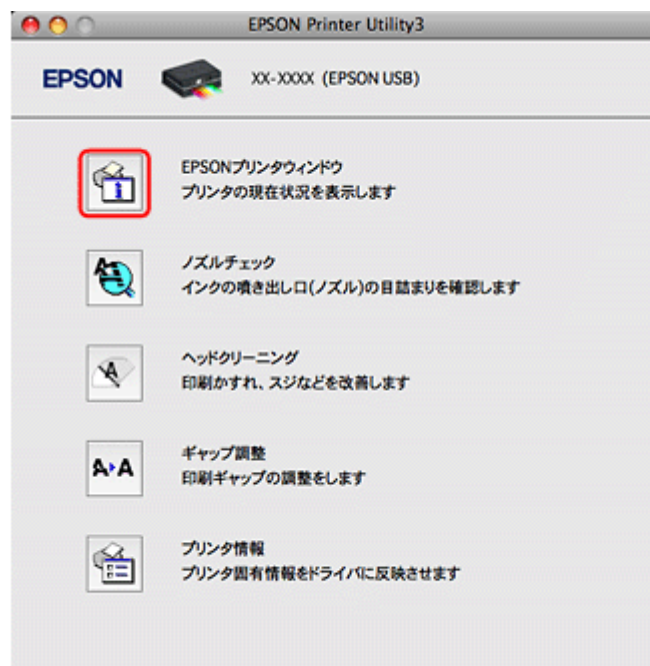 EPSON Printer Utility3
EPSON XX-XXXX (EPSON USB)
EPSONプリンタウィンドウ
プリンタの現在状況を表示します
ノズルチェック
インクの噴き出し口(ノズル)の目詰まりを確認します
ヘッドクリーニング
印刷かすれ、スジなどを改善します
A▸A ギャップ調整
印刷ギャップの調整をします
プリンタ情報
プリンタ固有情報をドライバに反映させます